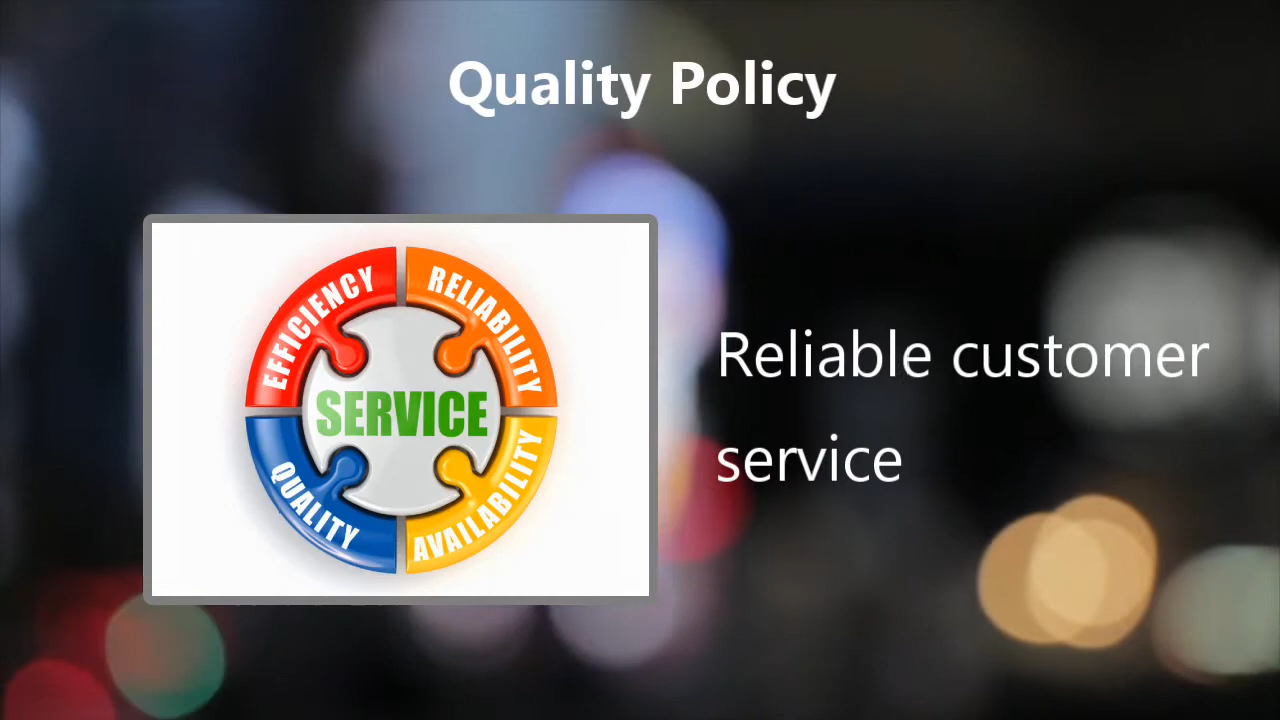 Quality Policy
EFFICIENCY
RELIABILITY
SERVICE
QUALITY
AVAILABILITY
Reliable customer
service